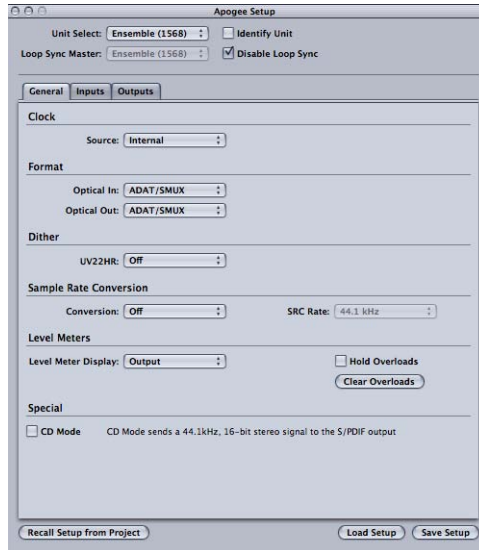 Apogee Setup
Unit Select: Ensemble (1568) Identify Unit
Loop Sync Master: Ensemble (1568) Disable Loop Sync
General Inputs Outputs
Clock
Source: Internal
Format
Optical In: ADAT/SMUX
Optical Out: ADAT/SMUX
Dither
UV22HR: Off
Sample Rate Conversion
Conversion: Off SRC Rate: 44.1 kHz
Level Meters
Level Meter Display: Output Hold Overloads
Clear Overloads
Special
CD Mode CD Mode sends a 44.1kHz, 16-bit stereo signal to the S/PDIF output
Recall Setup from Project Load Setup Save Setup